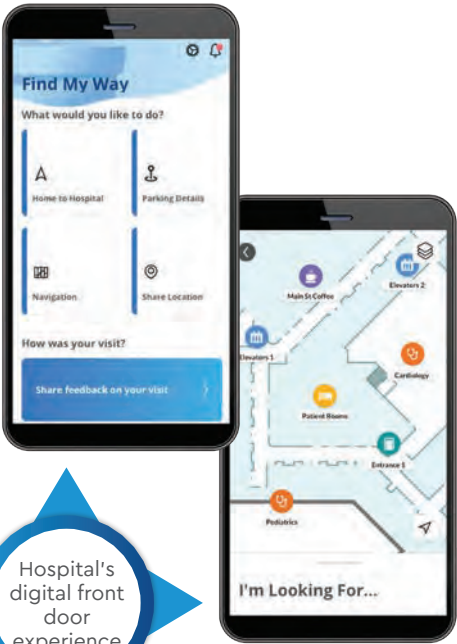 Find My Way
What would you like to do?
Home to Hospital
Parking Details
Navigation
Share Location
How was your visit?
Share feedback on your visit
Main St Coffee
Elevators 2
Elevators 1
Cardiology
Patient Rooms
Entrance 1
Pediatrics
I'm Looking For...
Hospital's
digital front
door
experience